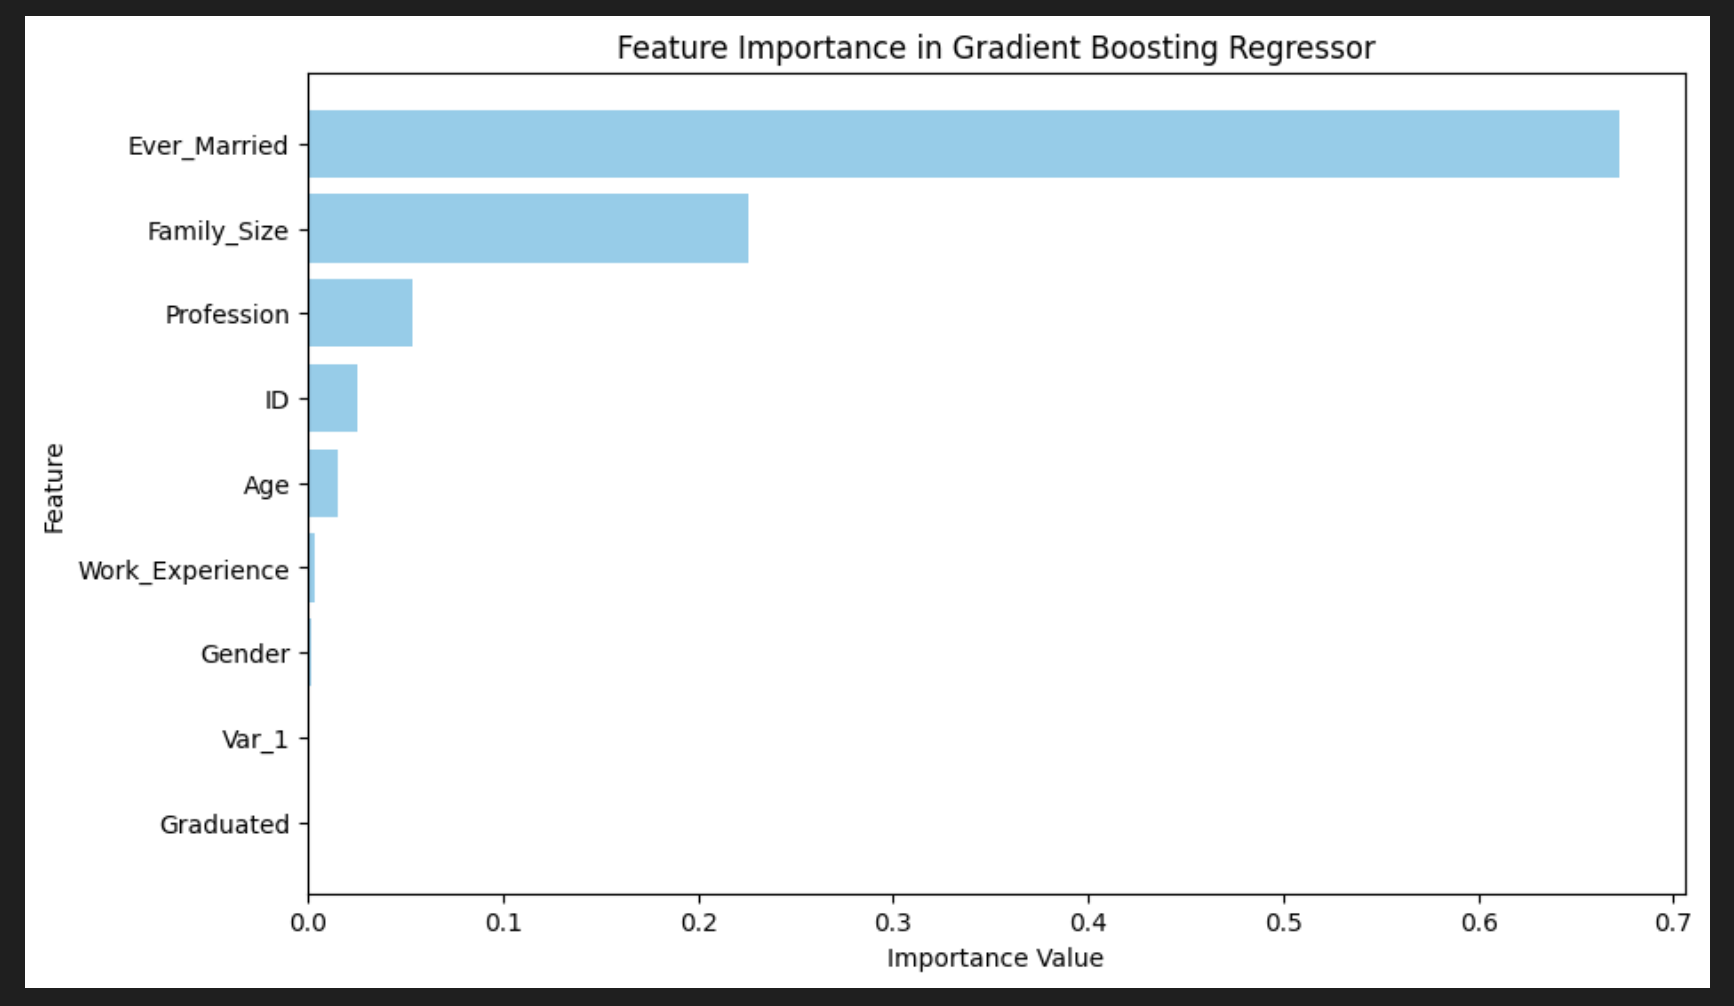 Feature Importance in Gradient Boosting Regressor
Ever_Married
Family_Size
Profession
ID
Age
Work_Experience
Gender
Var_1
Graduated
Feature
0.0 0.1 0.2 0.3 0.4 0.5 0.6 0.7
Importance Value